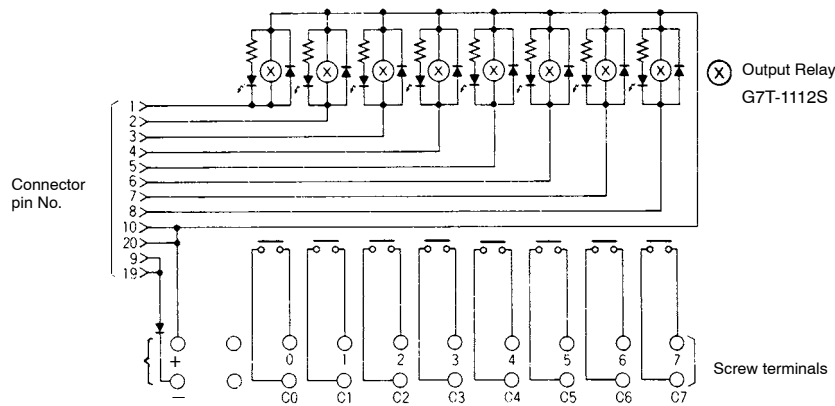 X Output Relay
G7T-1112S
Connector
pin No.
1
2
3
4
5
6
7
8
10
20
9
19
X X X X X X X X
+ 0 1 2 3 4 5 6 7
Screw terminals
– C0 C1 C2 C3 C4 C5 C6 C7